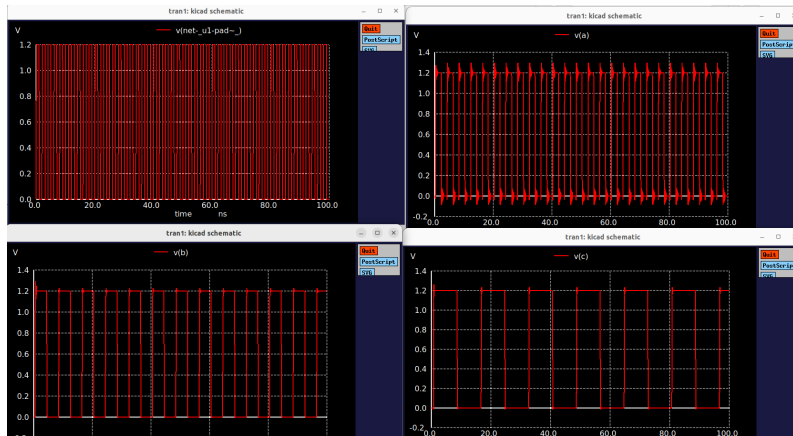 tran1: kicad schematic
V
v(net-_u1-pad~_)
Quit
PostScript
SVG
1.2
1.0
0.8
0.6
0.4
0.2
0.0
0.0 20.0 40.0 60.0 80.0 100.0
time ns
tran1: kicad schematic
V
v(a)
Quit
PostScript
SVG
1.4
1.2
1.0
0.8
0.6
0.4
0.2
0.0
-0.2
0.0 20.0 40.0 60.0 80.0 100.0
tran1: kicad schematic
V
v(b)
Quit
PostScript
SVG
1.4
1.2
1.0
0.8
0.6
0.4
0.2
0.0
tran1: kicad schematic
V
v(c)
Quit
PostScript
SVG
1.4
1.2
1.0
0.8
0.6
0.4
0.2
0.0
-0.2
0.0 20.0 40.0 60.0 80.0 100.0